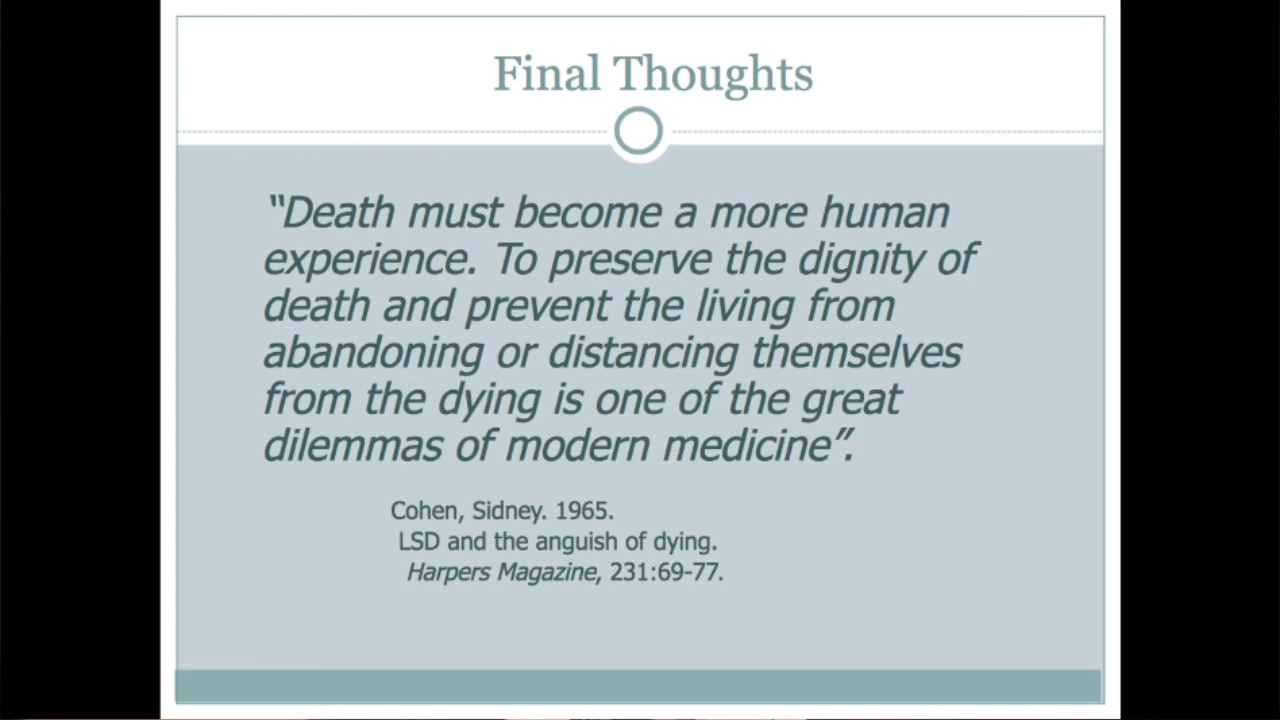 Final Thoughts
“Death must become a more human
experience. To preserve the dignity of
death and prevent the living from
abandoning or distancing themselves
from the dying is one of the great
dilemmas of modern medicine”.
Cohen, Sidney. 1965.
LSD and the anguish of dying.
Harpers Magazine, 231:69-77.